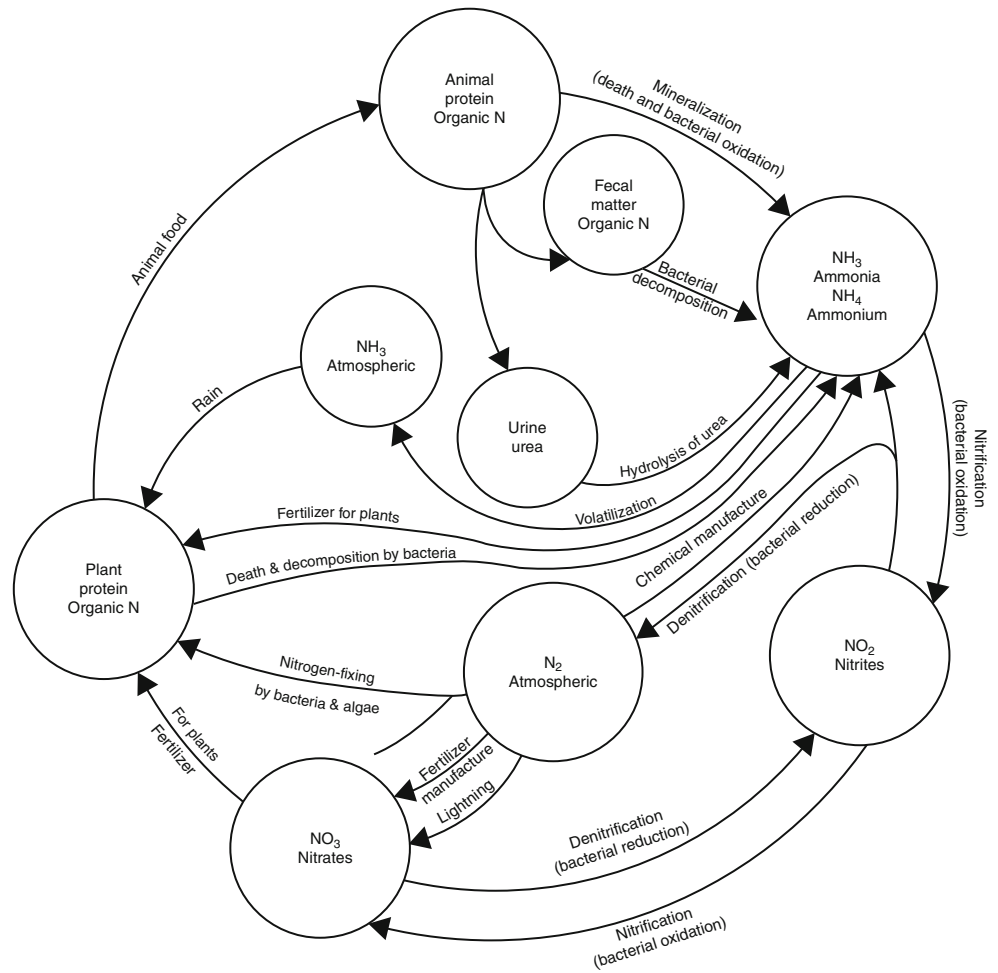 Animal
protein
Organic N
Mineralization
(death and bacterial oxidation)
Fecal
matter
Organic N
Bacterial
decomposition
NH₃
Ammonia
NH₄
Ammonium
Animal food
NH₃
Atmospheric
Rain
Urine
urea
Hydrolysis of urea
Volatilization
Nitrification
(bacterial oxidation)
Fertilizer for plants
Death & decomposition by bacteria
Chemical manufacture
Denitrification (bacterial reduction)
Plant
protein
Organic N
N₂
Atmospheric
NO₂
Nitrites
Nitrogen-fixing
by bacteria & algae
For plants
Fertilizer
Fertilizer
manufacture
Lightning
NO₃
Nitrates
Denitrification
(bacterial reduction)
Nitrification
(bacterial oxidation)